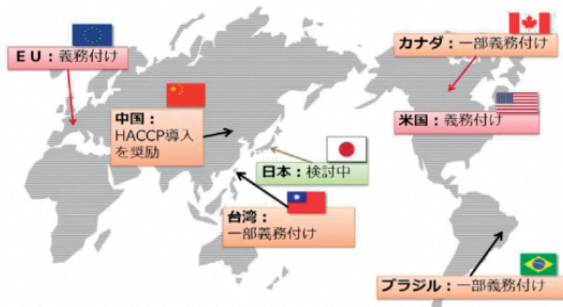 EU：義務付け
カナダ：一部義務付け
中国：
HACCP導入
を奨励
米国：義務付け
日本：検討中
台湾：
一部義務付け
ブラジル：一部義務付け